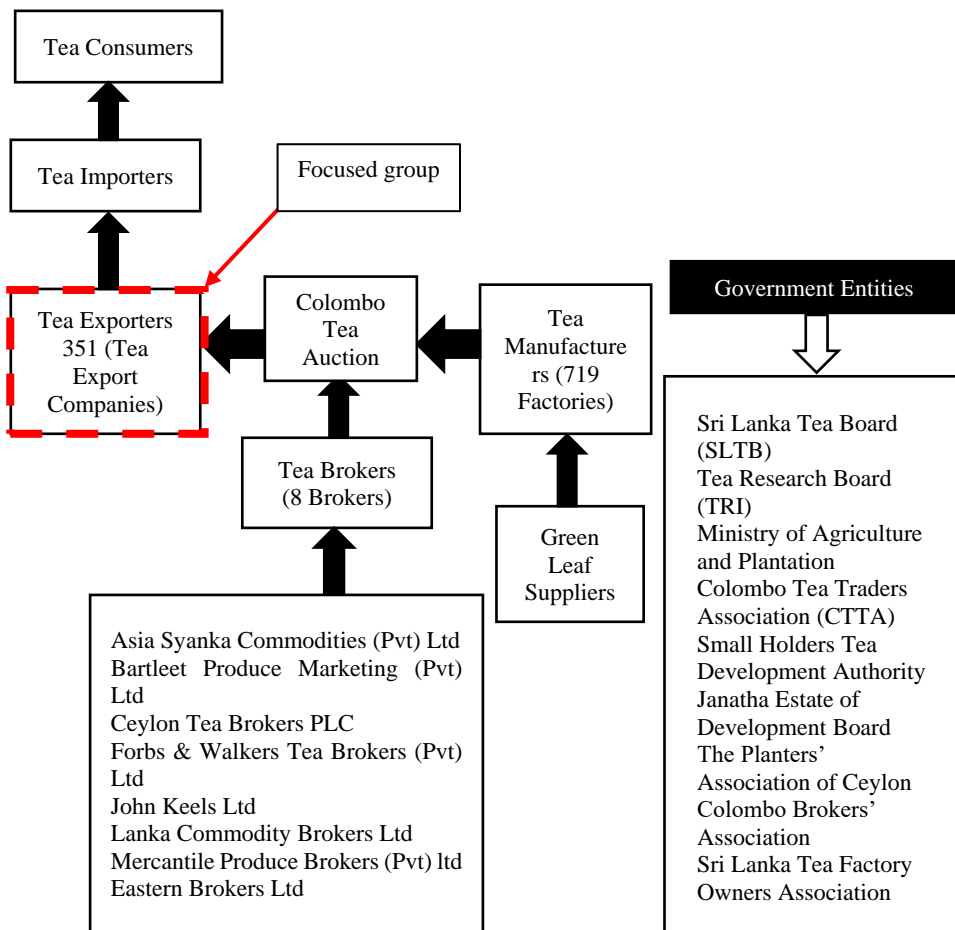 Tea Consumers
Tea Importers
Focused group
Tea Exporters
351 (Tea
Export
Companies)
Colombo
Tea
Auction
Tea
Manufacture
rs (719
Factories)
Government Entities
Tea Brokers
(8 Brokers)
Green
Leaf
Suppliers
Asia Syanka Commodities (Pvt) Ltd
Bartleet Produce Marketing (Pvt)
Ltd
Ceylon Tea Brokers PLC
Forbs & Walkers Tea Brokers (Pvt)
Ltd
John Keels Ltd
Lanka Commodity Brokers Ltd
Mercantile Produce Brokers (Pvt) ltd
Eastern Brokers Ltd
Sri Lanka Tea Board
(SLTB)
Tea Research Board
(TRI)
Ministry of Agriculture
and Plantation
Colombo Tea Traders
Association (CTTA)
Small Holders Tea
Development Authority
Janatha Estate of
Development Board
The Planters’
Association of Ceylon
Colombo Brokers’
Association
Sri Lanka Tea Factory
Owners Association